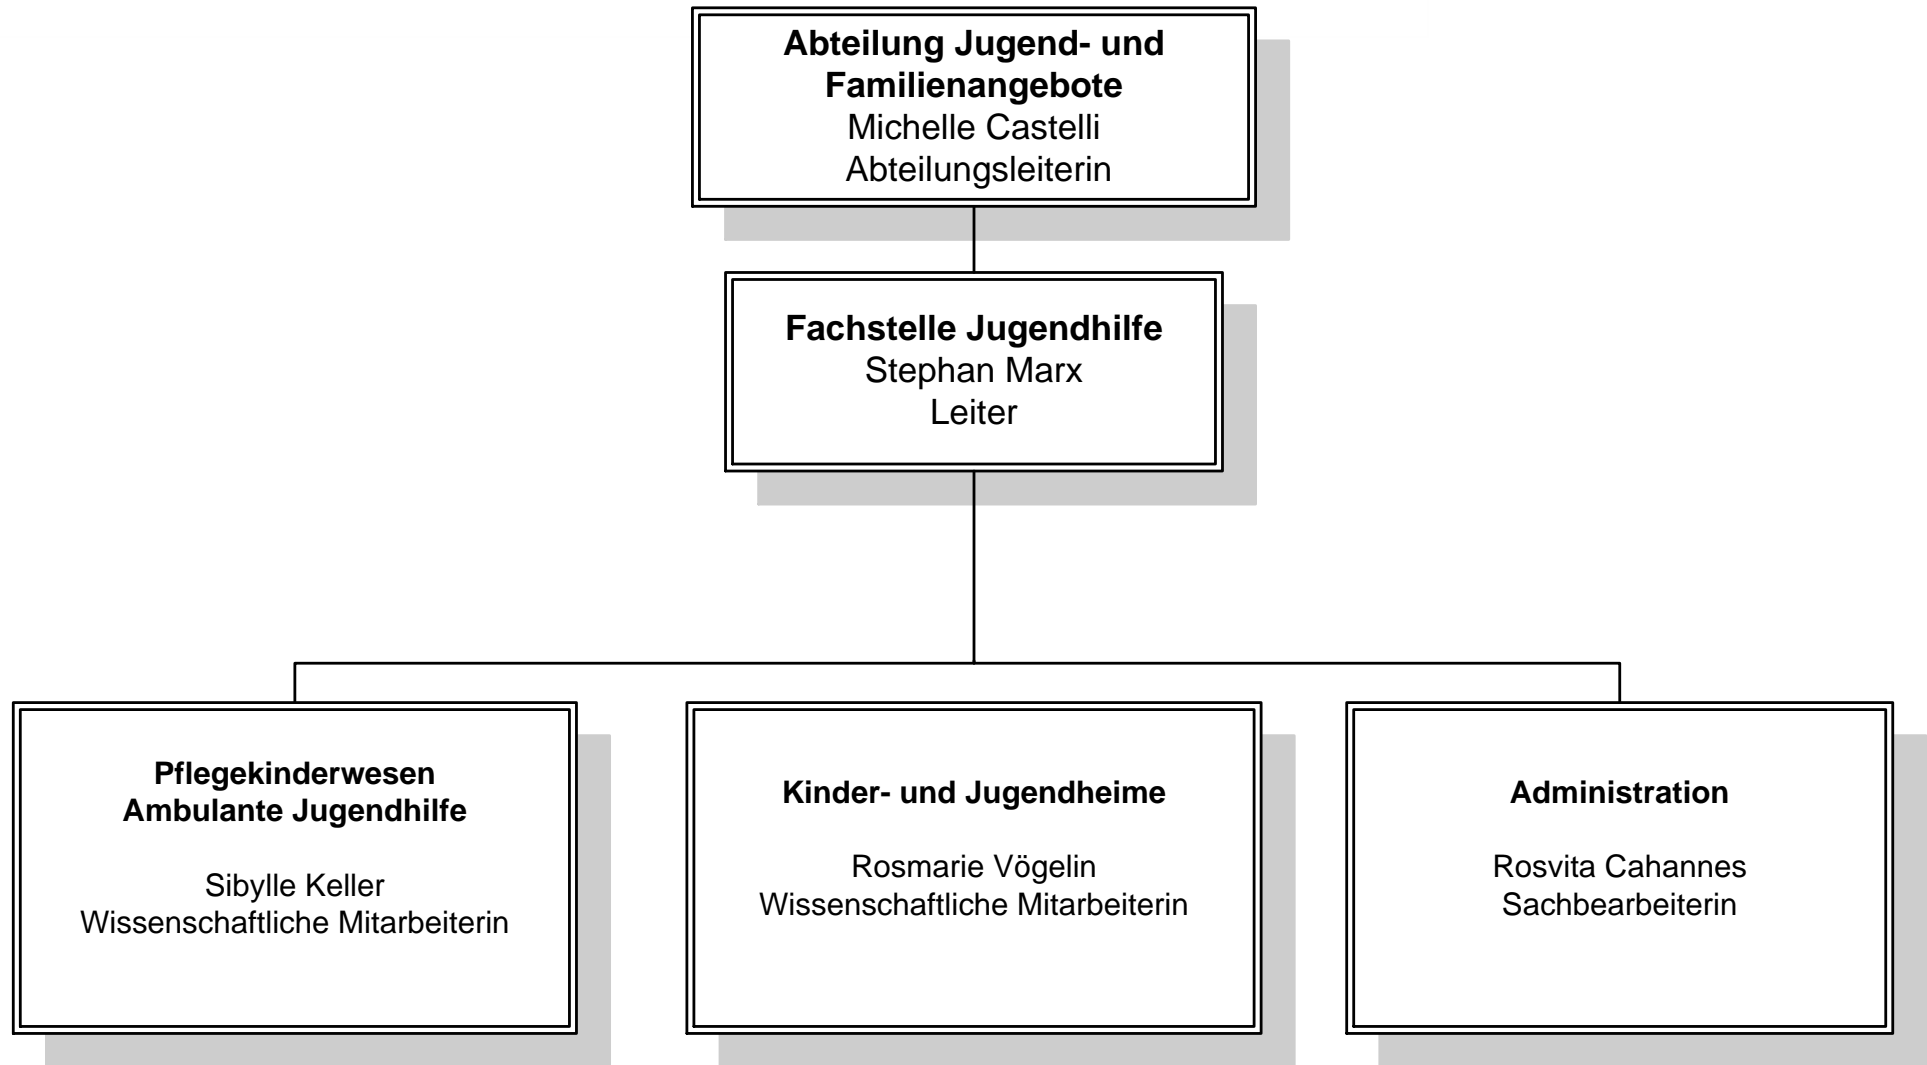 Abteilung Jugend- und
Familienangebote
Michelle Castelli
Abteilungsleiterin
Fachstelle Jugendhilfe
Stephan Marx
Leiter
Pflegekinderwesen
Ambulante Jugendhilfe
Sibylle Keller
Wissenschaftliche Mitarbeiterin
Kinder- und Jugendheime
Rosmarie Vögelin
Wissenschaftliche Mitarbeiterin
Administration
Rosvita Cahannes
Sachbearbeiterin